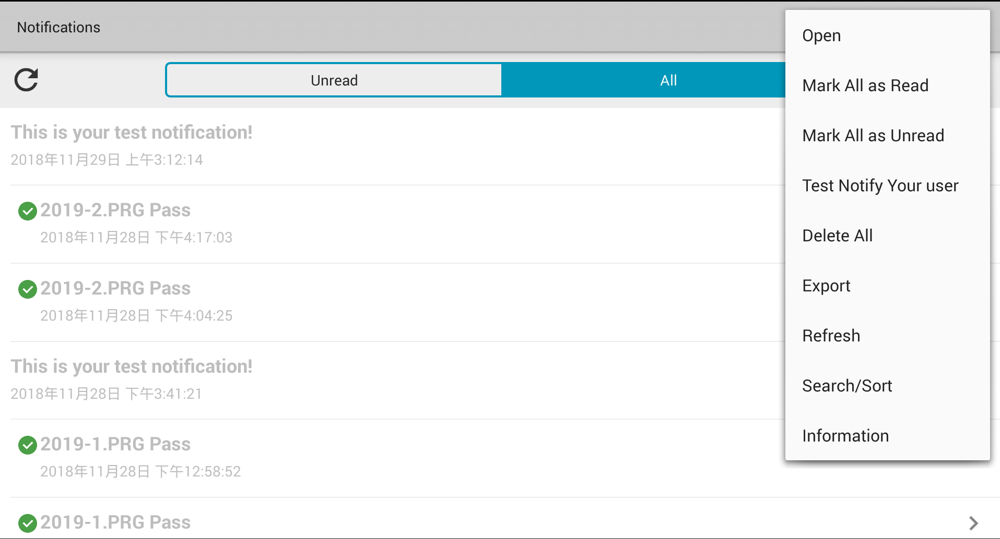 Notifications
Unread
All
This is your test notification!
2018年11月29日 上午3:12:14
2019-2.PRG Pass
2018年11月28日 下午4:17:03
2019-2.PRG Pass
2018年11月28日 下午4:04:25
This is your test notification!
2018年11月28日 下午3:41:21
2019-1.PRG Pass
2018年11月28日 下午12:58:52
2019-1.PRG Pass
Open
Mark All as Read
Mark All as Unread
Test Notify Your user
Delete All
Export
Refresh
Search/Sort
Information